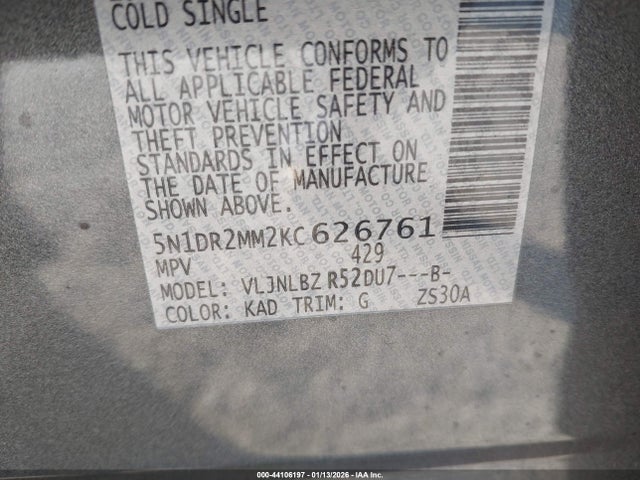 COLD SINGLE
THIS VEHICLE CONFORMS TO
ALL APPLICABLE FEDERAL
MOTOR VEHICLE SAFETY AND
THEFT PREVENTION
STANDARDS IN EFFECT ON
THE DATE OF MANUFACTURE
SHOWN ABOVE.
5N1DR2MM2KC626761
MPV 429
MODEL: VLJNLBZ R52DU7---B-
COLOR: KAD TRIM: G ZS30A
000-44106197 - 01/13/2026 - IAA Inc.